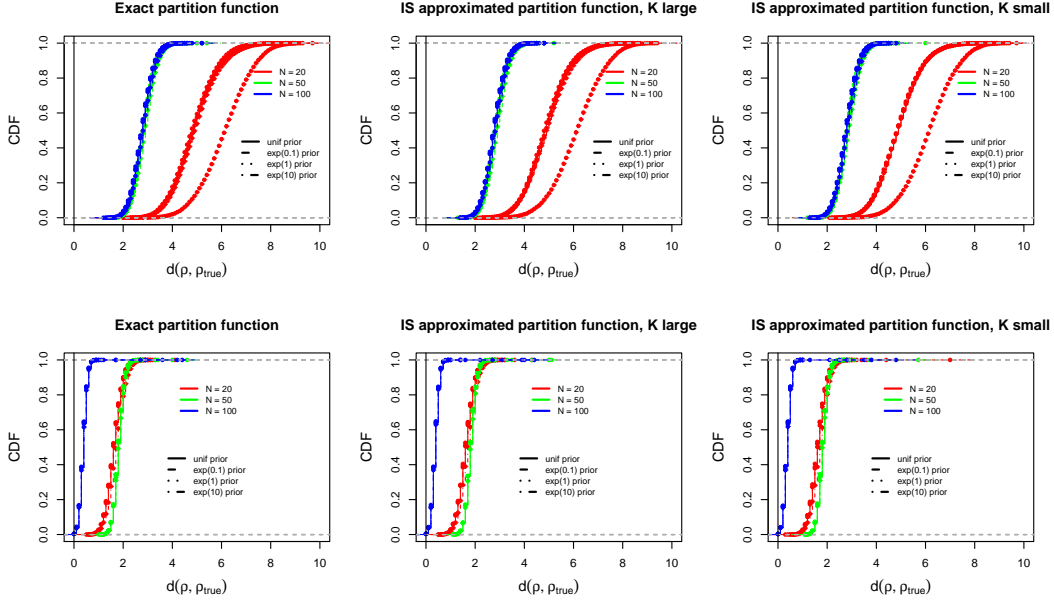 Exact partition function
CDF
0.0 0.2 0.4 0.6 0.8 1.0
N = 20
N = 50
N = 100
unif prior
exp(0.1) prior
exp(1) prior
exp(10) prior
0 2 4 6 8 10
d(ρ, ρtrue)
IS approximated partition function, K large
CDF
0.0 0.2 0.4 0.6 0.8 1.0
N = 20
N = 50
N = 100
unif prior
exp(0.1) prior
exp(1) prior
exp(10) prior
0 2 4 6 8 10
d(ρ, ρtrue)
IS approximated partition function, K small
CDF
0.0 0.2 0.4 0.6 0.8 1.0
N = 20
N = 50
N = 100
unif prior
exp(0.1) prior
exp(1) prior
exp(10) prior
0 2 4 6 8 10
d(ρ, ρtrue)
Exact partition function
CDF
0.0 0.2 0.4 0.6 0.8 1.0
N = 20
N = 50
N = 100
unif prior
exp(0.1) prior
exp(1) prior
exp(10) prior
0 2 4 6 8 10
d(ρ, ρtrue)
IS approximated partition function, K large
CDF
0.0 0.2 0.4 0.6 0.8 1.0
N = 20
N = 50
N = 100
unif prior
exp(0.1) prior
exp(1) prior
exp(10) prior
0 2 4 6 8 10
d(ρ, ρtrue)
IS approximated partition function, K small
CDF
0.0 0.2 0.4 0.6 0.8 1.0
N = 20
N = 50
N = 100
unif prior
exp(0.1) prior
exp(1) prior
exp(10) prior
0 2 4 6 8 10
d(ρ, ρtrue)